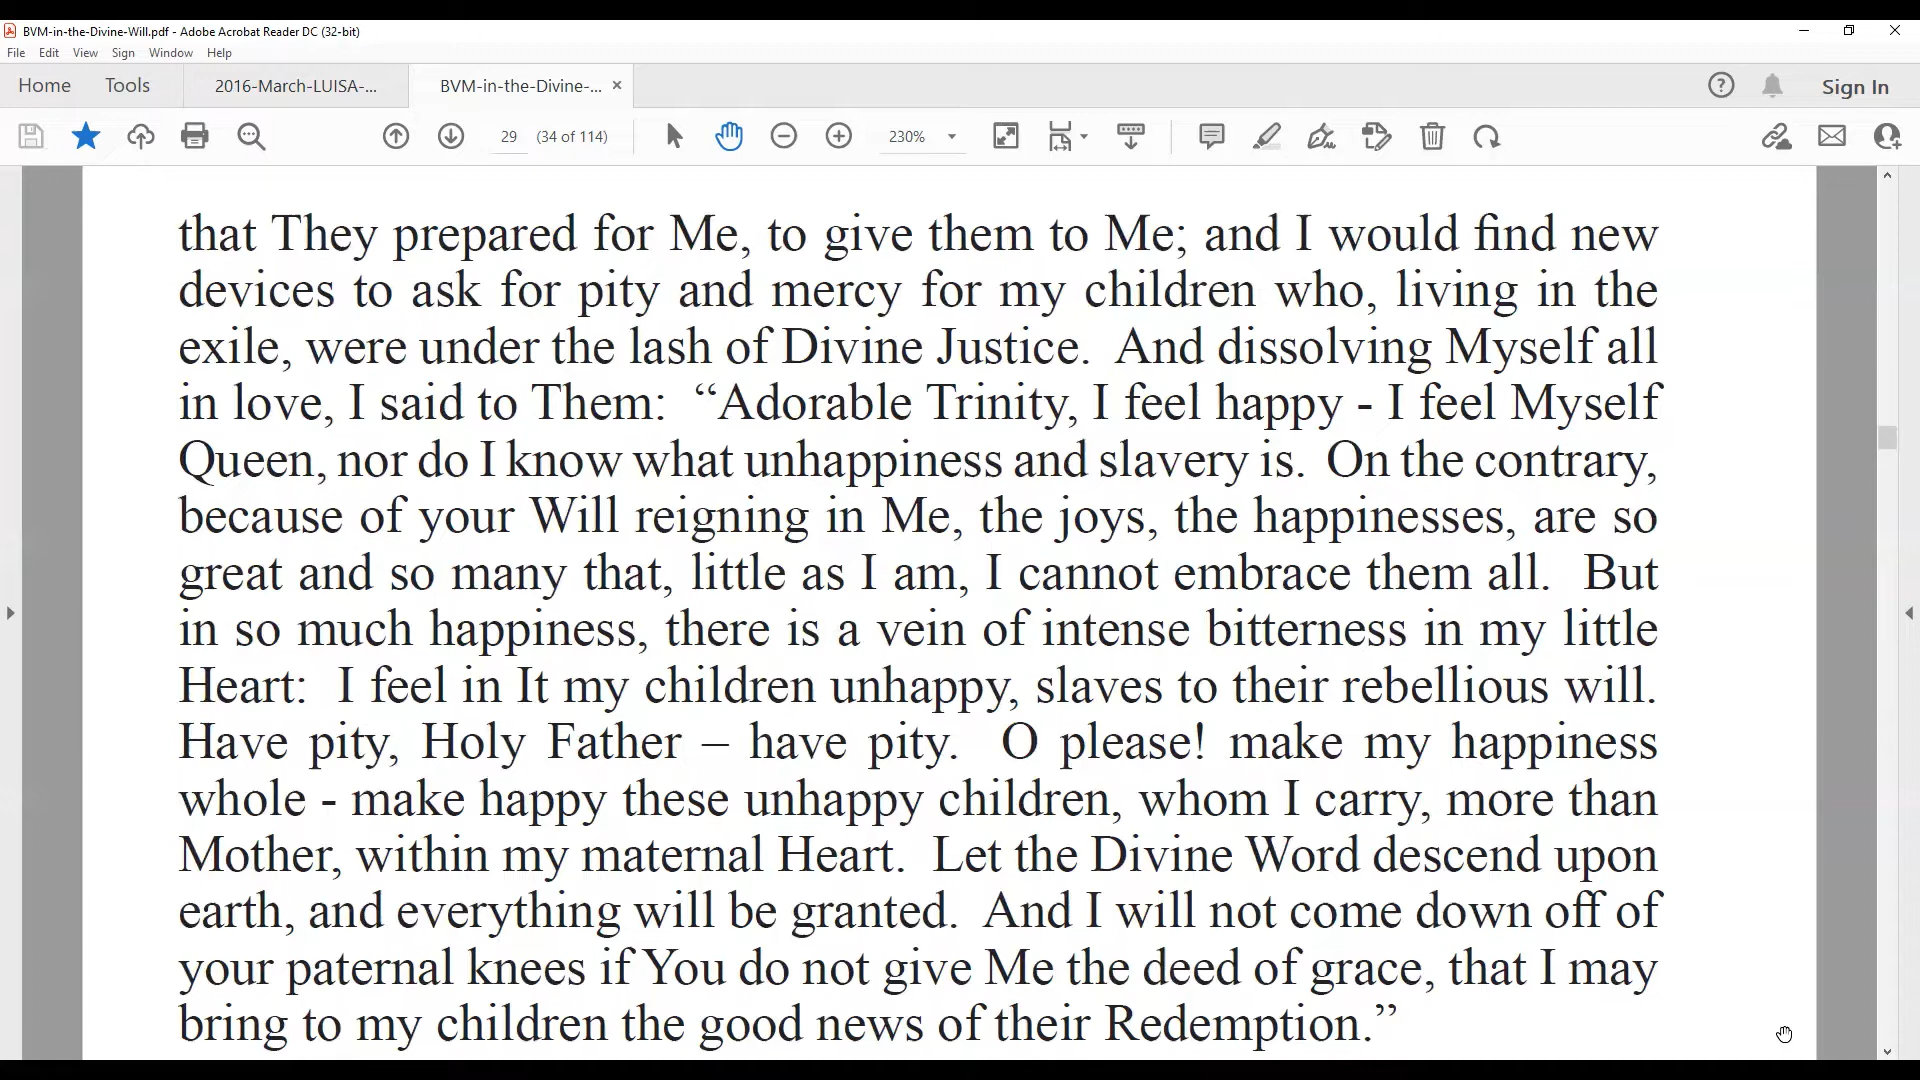 BVM-in-the-Divine-Will.pdf - Adobe Acrobat Reader DC (32-bit)
File Edit View Sign Window Help
Home Tools 2016-March-LUISA-... BVM-in-the-Divine-... × Sign In
29 (34 of 114) 230%
that They prepared for Me, to give them to Me; and I would find new
devices to ask for pity and mercy for my children who, living in the
exile, were under the lash of Divine Justice. And dissolving Myself all
in love, I said to Them: “Adorable Trinity, I feel happy - I feel Myself
Queen, nor do I know what unhappiness and slavery is. On the contrary,
because of your Will reigning in Me, the joys, the happinesses, are so
great and so many that, little as I am, I cannot embrace them all. But
in so much happiness, there is a vein of intense bitterness in my little
Heart: I feel in It my children unhappy, slaves to their rebellious will.
Have pity, Holy Father – have pity. O please! make my happiness
whole - make happy these unhappy children, whom I carry, more than
Mother, within my maternal Heart. Let the Divine Word descend upon
earth, and everything will be granted. And I will not come down off of
your paternal knees if You do not give Me the deed of grace, that I may
bring to my children the good news of their Redemption.”